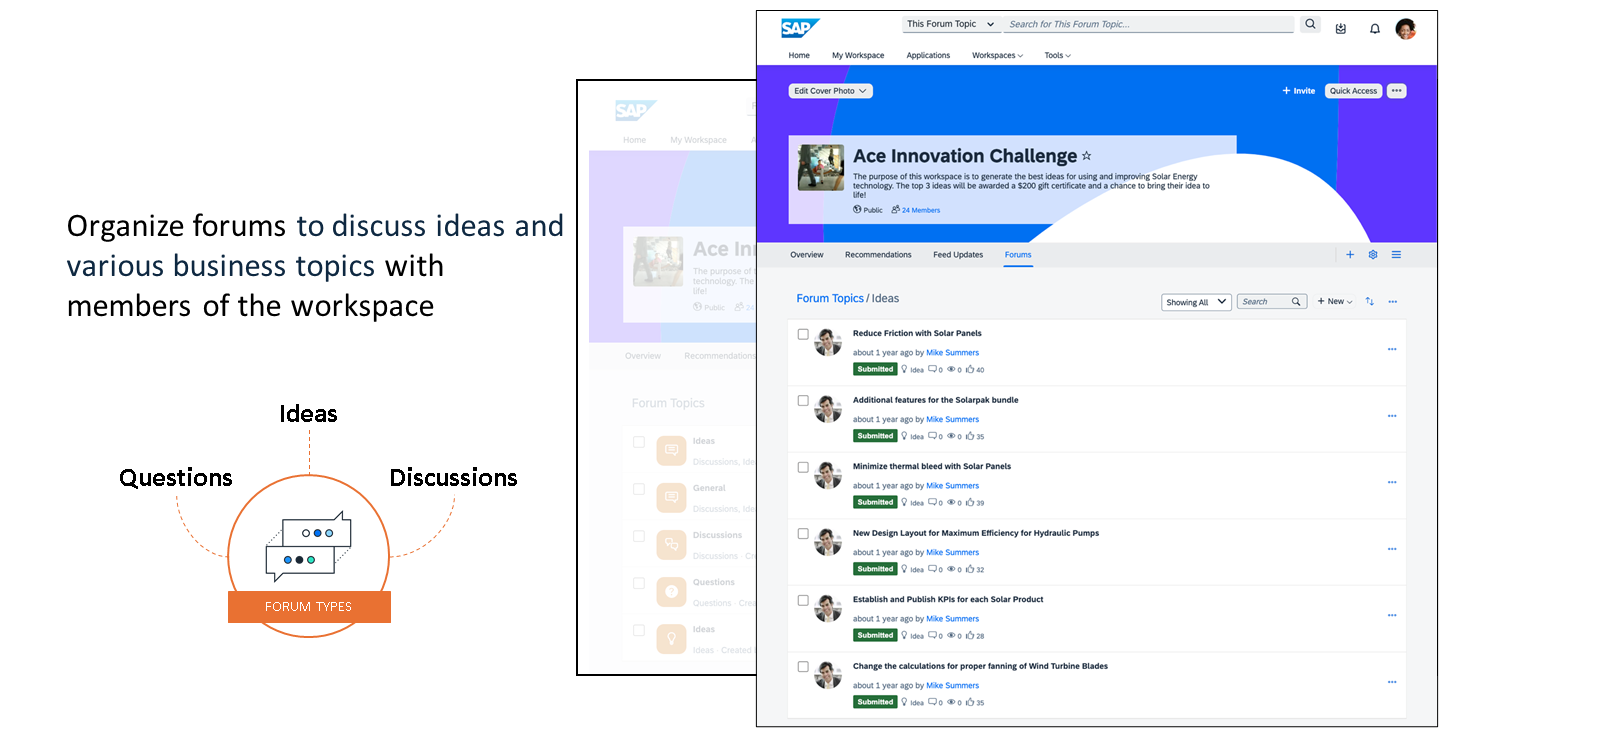 Organize forums to discuss ideas and
various business topics with
members of the workspace
Ideas
Questions
Discussions
FORUM TYPES
SAP
Home My Workspace
Ace In
The purpose of
technology. The
life!
Public 24
Overview Recommendations
Forum Topics
Ideas
Discussions, Ide
General
Discussions, Ide
Discussions
Discussions · Cre
Questions
Questions · Crea
Ideas
Ideas · Created
SAP
This Forum Topic Search for This Forum Topic...
Home My Workspace Applications Workspaces Tools
Edit Cover Photo
+ Invite Quick Access
Ace Innovation Challenge
The purpose of this workspace is to generate the best ideas for using and improving Solar Energy
technology. The top 3 ideas will be awarded a $200 gift certificate and a chance to bring their idea to
life!
Public 24 Members
Overview Recommendations Feed Updates Forums
Forum Topics / Ideas
Showing All Search + New
Reduce Friction with Solar Panels
about 1 year ago by Mike Summers
Submitted Idea 0 0 40
Additional features for the Solarpak bundle
about 1 year ago by Mike Summers
Submitted Idea 0 0 35
Minimize thermal bleed with Solar Panels
about 1 year ago by Mike Summers
Submitted Idea 0 0 39
New Design Layout for Maximum Efficiency for Hydraulic Pumps
about 1 year ago by Mike Summers
Submitted Idea 0 0 32
Establish and Publish KPIs for each Solar Product
about 1 year ago by Mike Summers
Submitted Idea 0 0 28
Change the calculations for proper fanning of Wind Turbine Blades
about 1 year ago by Mike Summers
Submitted Idea 0 0 35